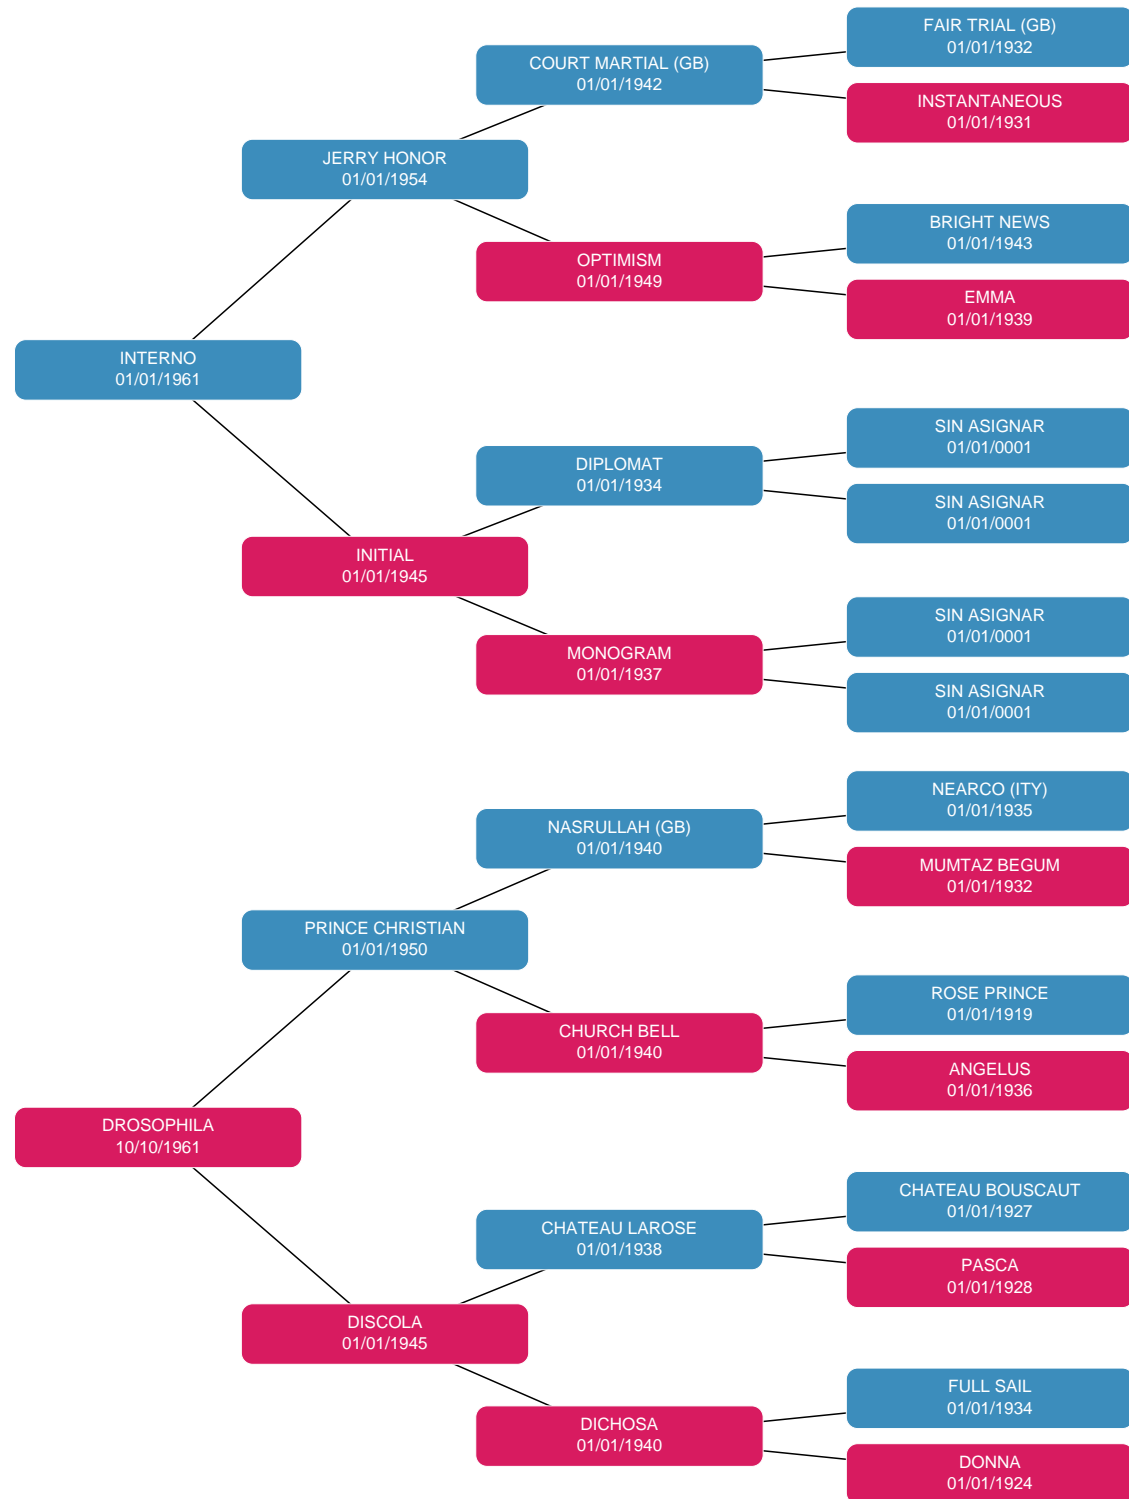 FAIR TRIAL (GB)
01/01/1932
COURT MARTIAL (GB)
01/01/1942
INSTANTANEOUS
01/01/1931
JERRY HONOR
01/01/1954
BRIGHT NEWS
01/01/1943
OPTIMISM
01/01/1949
EMMA
01/01/1939
INTERNO
01/01/1961
SIN ASIGNAR
01/01/0001
DIPLOMAT
01/01/1934
SIN ASIGNAR
01/01/0001
INITIAL
01/01/1945
SIN ASIGNAR
01/01/0001
MONOGRAM
01/01/1937
SIN ASIGNAR
01/01/0001
NEARCO (ITY)
01/01/1935
NASRULLAH (GB)
01/01/1940
MUMTAZ BEGUM
01/01/1932
PRINCE CHRISTIAN
01/01/1950
ROSE PRINCE
01/01/1919
CHURCH BELL
01/01/1940
ANGELUS
01/01/1936
DROSOPHILA
10/10/1961
CHATEAU BOUSCAUT
01/01/1927
CHATEAU LAROSE
01/01/1938
PASCA
01/01/1928
DISCOLA
01/01/1945
FULL SAIL
01/01/1934
DICHOSA
01/01/1940
DONNA
01/01/1924